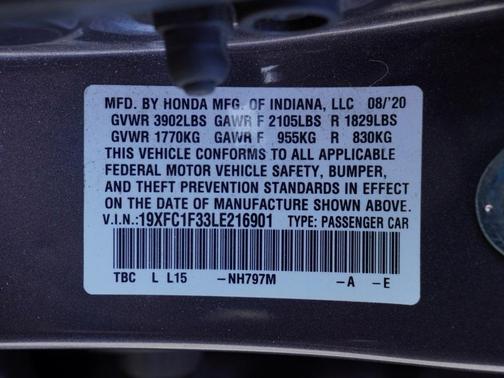 MFD. BY HONDA MFG. OF INDIANA, LLC 08/'20
GVWR 3902LBS GAWR F 2105LBS R 1829LBS
GVWR 1770KG GAWR F 955KG R 830KG
THIS VEHICLE CONFORMS TO ALL APPLICABLE
FEDERAL MOTOR VEHICLE SAFETY, BUMPER,
AND THEFT PREVENTION STANDARDS IN EFFECT
ON THE DATE OF MANUFACTURE SHOWN ABOVE.
V.I.N.:19XFC1F33LE216901 TYPE: PASSENGER CAR
TBC L L15 -NH797M -A -E